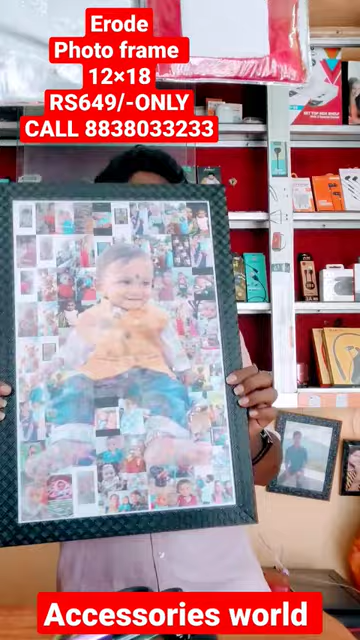 Erode
Photo frame
12×18
RS649/-ONLY
CALL 8838033233
Accessories world